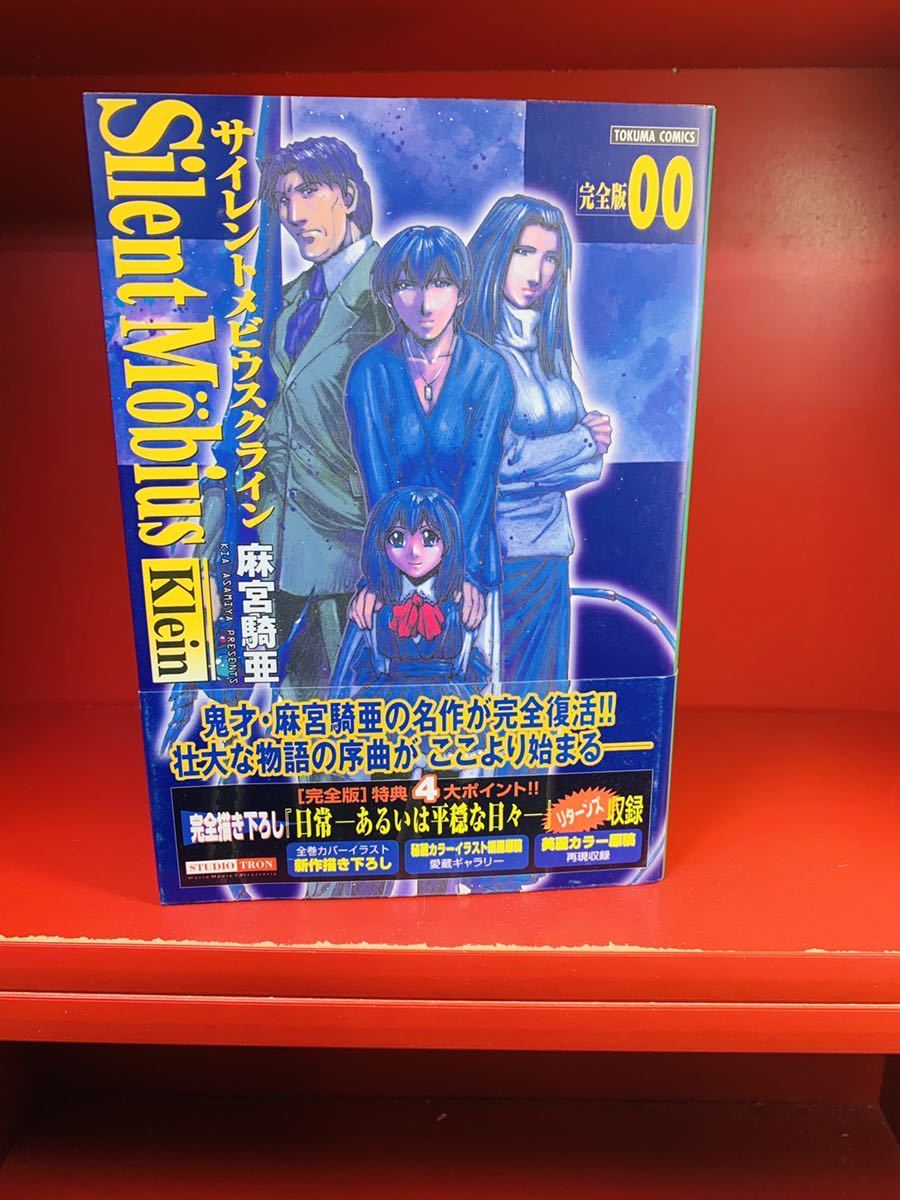 TOKUMA COMICS
完全版 00
サイレントメビウスクライン
Silent Möbius
Klein
麻宮騎亜
KIA ASAMIYA PRESENTS
鬼才・麻宮騎亜の名作が完全復活!!
壮大な物語の序曲が ここより始まる――
[完全版]特典4大ポイント!!
完全描き下ろし『日常―あるいは平穏な日々―』リターンズ収録
全巻カバーイラスト
新作描き下ろし
愛蔵ギャラリー
美麗カラー原稿
再現収録
STUDIO TRON